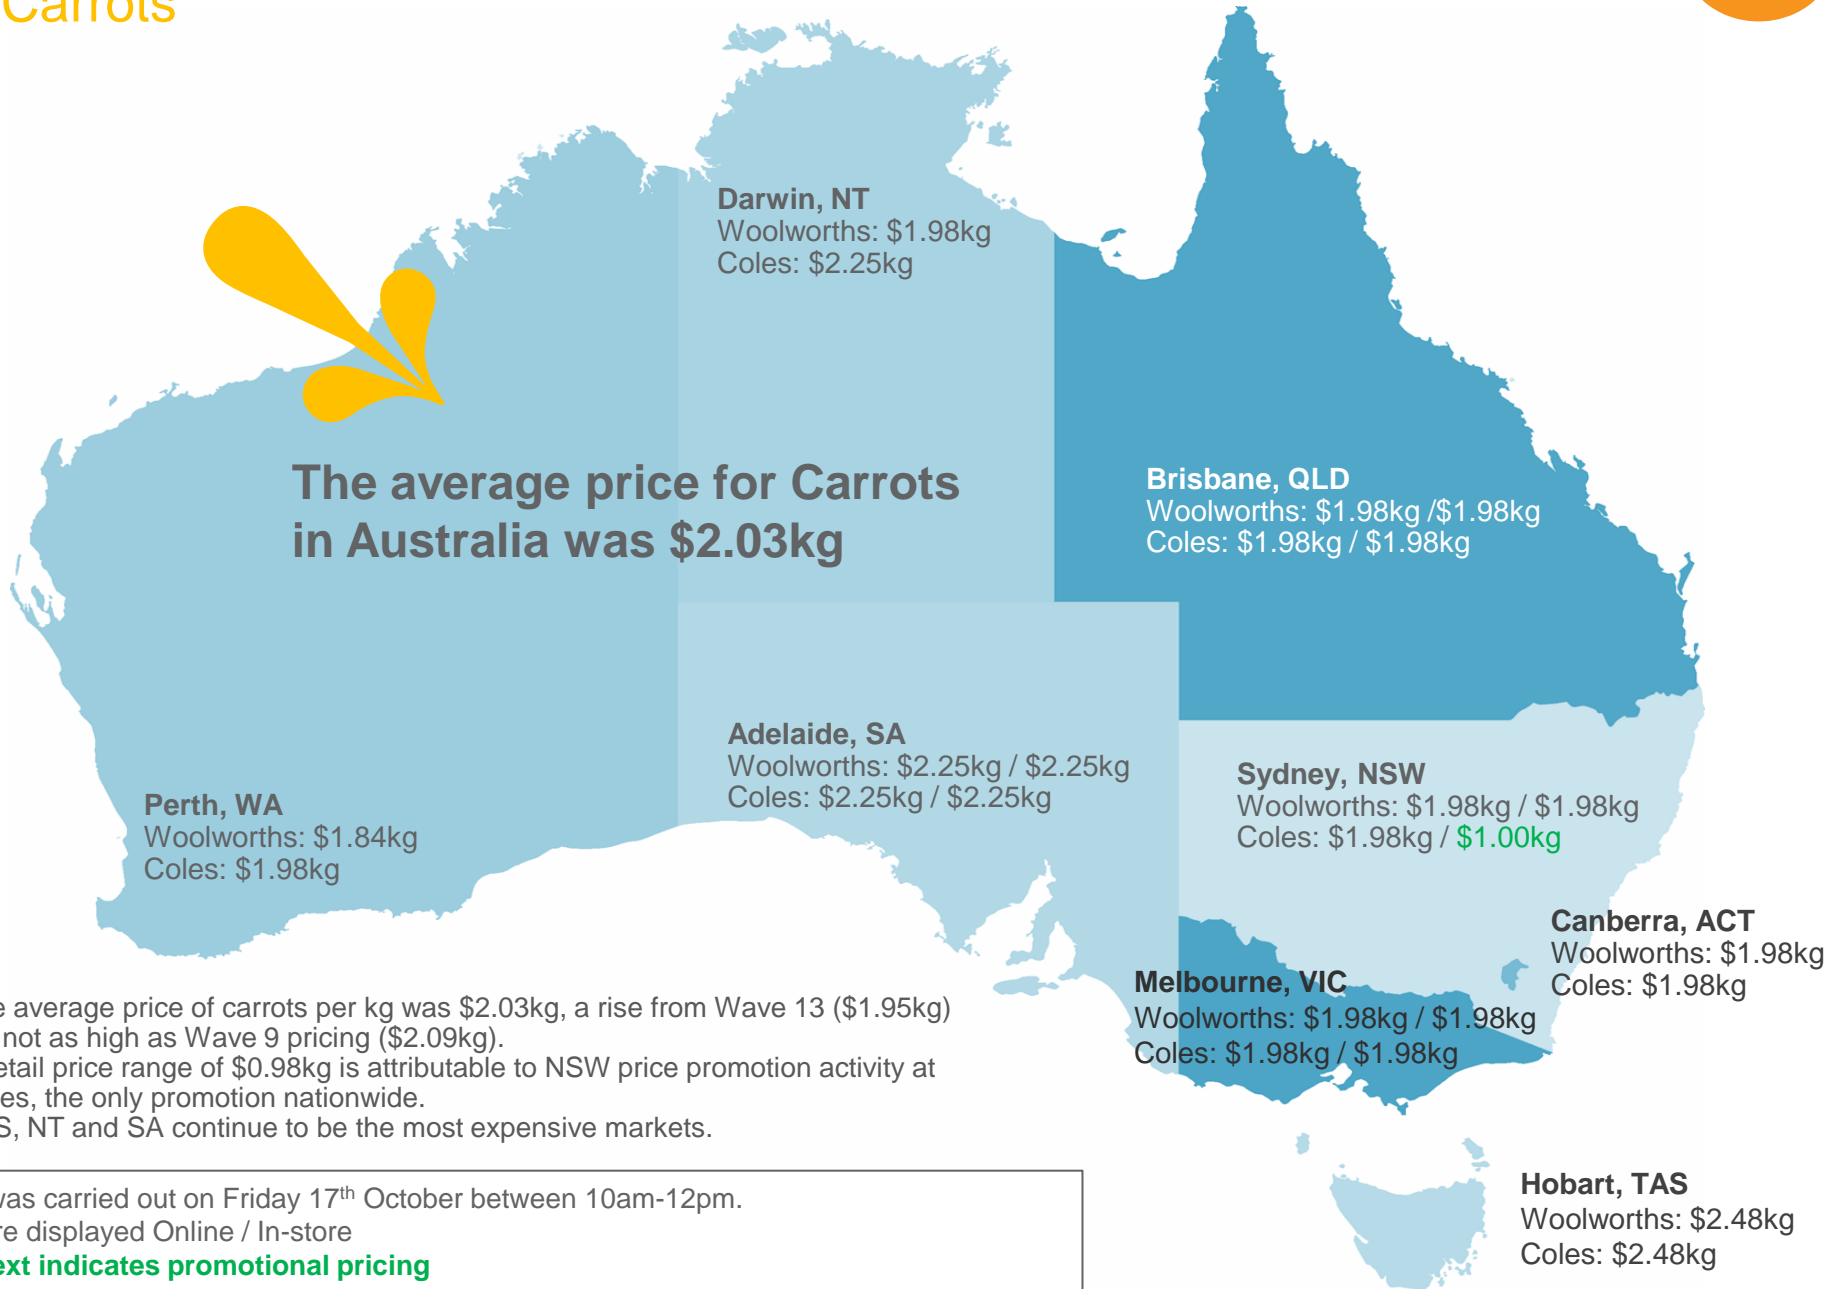 Carrots
Darwin, NT
Woolworths: $1.98kg
Coles: $2.25kg
The average price for Carrots
in Australia was $2.03kg
Brisbane, QLD
Woolworths: $1.98kg /$1.98kg
Coles: $1.98kg / $1.98kg
Adelaide, SA
Woolworths: $2.25kg / $2.25kg
Coles: $2.25kg / $2.25kg
Sydney, NSW
Woolworths: $1.98kg / $1.98kg
Coles: $1.98kg / $1.00kg
Perth, WA
Woolworths: $1.84kg
Coles: $1.98kg
Canberra, ACT
Woolworths: $1.98kg
Coles: $1.98kg
Melbourne, VIC
Woolworths: $1.98kg / $1.98kg
Coles: $1.98kg / $1.98kg
average price of carrots per kg was $2.03kg, a rise from Wave 13 ($1.95kg)
not as high as Wave 9 pricing ($2.09kg).
price range of $0.98kg is attributable to NSW price promotion activity at
the only promotion nationwide.
NT and SA continue to be the most expensive markets.
was carried out on Friday 17th October between 10am-12pm.
displayed Online / In-store
indicates promotional pricing
Hobart, TAS
Woolworths: $2.48kg
Coles: $2.48kg